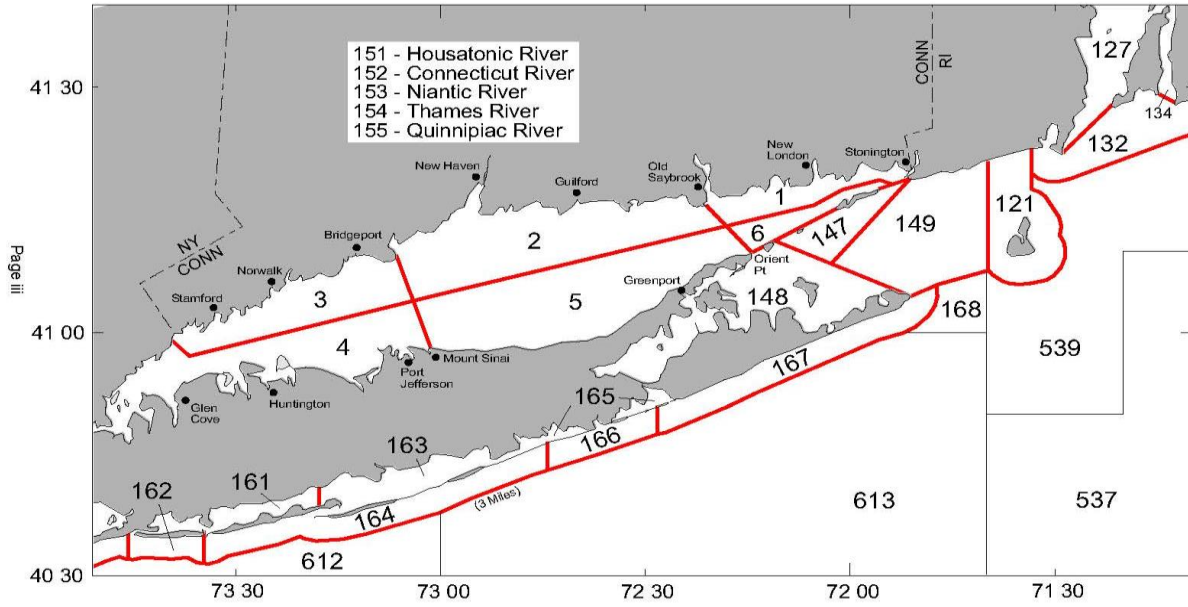 151 - Housatonic River
152 - Connecticut River
153 - Niantic River
154 - Thames River
155 - Quinnipiac River
CONN
RI
127
134
132
41 30
New Haven
Guilford
Old
Saybrook
New
London
Stonington
1
2
6
147
149
121
NY
CONN
Bridgeport
Norwalk
Stamford
3
5
Greenport
Orient
Pt
148
168
539
Page iii
41 00
4
Mount Sinai
Port
Jefferson
Glen
Cove
Huntington
167
165
166
163
161
162
164
(3 Miles)
612
613
537
40 30
73 30
73 00
72 30
72 00
71 30